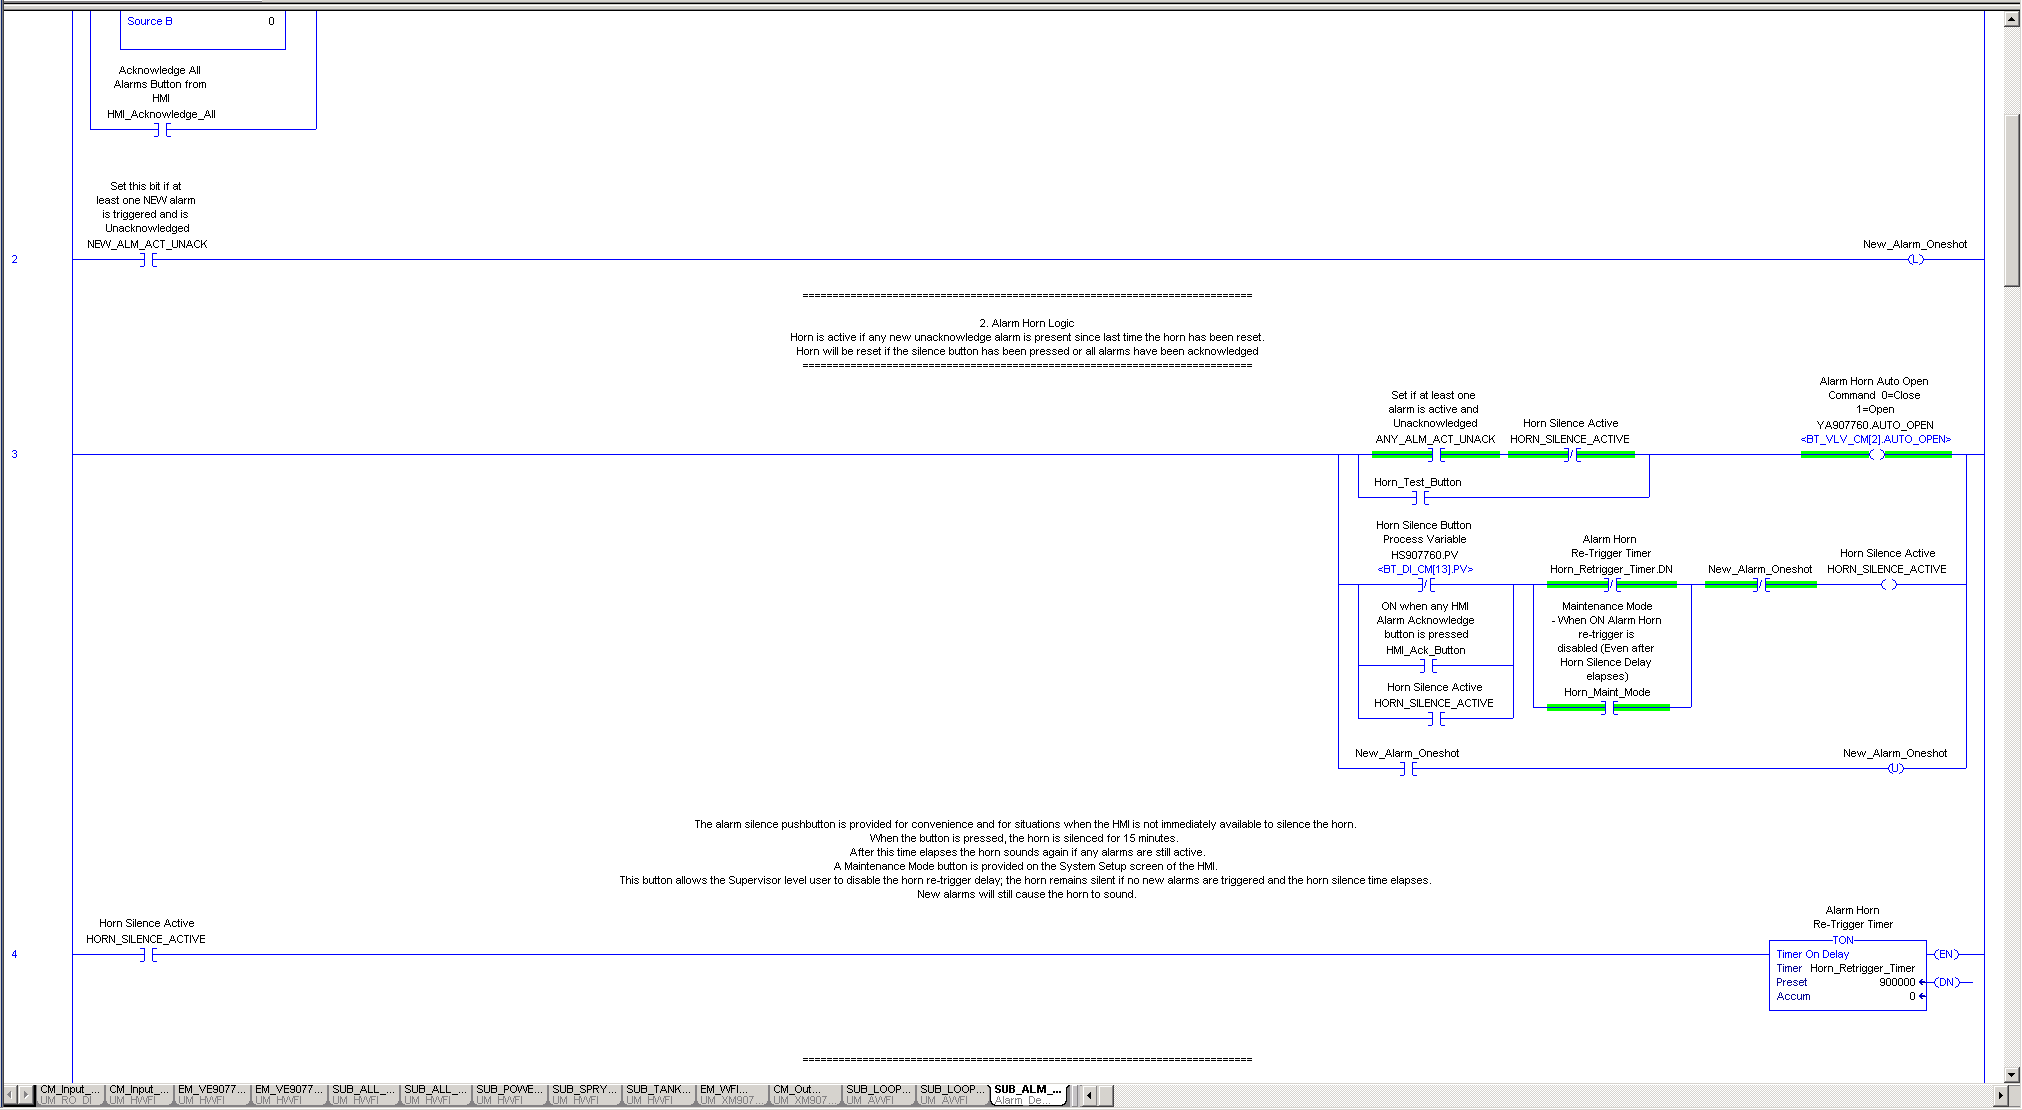 Source B 0
Acknowledge All
Alarms Button from
HMI
HMI_Acknowledge_All
Set this bit if at
least one NEW alarm
is triggered and is
Unacknowledged
NEW_ALM_ACT_UNACK
New_Alarm_Oneshot
2
L
===========================================================================
2. Alarm Horn Logic
Horn is active if any new unacknowledge alarm is present since last time the horn has been reset.
Horn will be reset if the silence button has been pressed or all alarms have been acknowledged
===========================================================================
Set if at least one
alarm is active and
Unacknowledged
ANY_ALM_ACT_UNACK
Horn Silence Active
HORN_SILENCE_ACTIVE
Alarm Horn Auto Open
Command 0=Close
1=Open
YA907760.AUTO_OPEN
<BT_VLV_CM[2].AUTO_OPEN>
3
Horn_Test_Button
Horn Silence Button
Process Variable
HS907760.PV
<BT_DI_CM[13].PV>
Alarm Horn
Re-Trigger Timer
Horn_Retrigger_Timer.DN
New_Alarm_Oneshot
Horn Silence Active
HORN_SILENCE_ACTIVE
ON when any HMI
Alarm Acknowledge
button is pressed
HMI_Ack_Button
Maintenance Mode
- When ON Alarm Horn
re-trigger is
disabled (Even after
Horn Silence Delay
elapses)
Horn_Maint_Mode
Horn Silence Active
HORN_SILENCE_ACTIVE
New_Alarm_Oneshot
New_Alarm_Oneshot
U
The alarm silence pushbutton is provided for convenience and for situations when the HMI is not immediately available to silence the horn.
When the button is pressed, the horn is silenced for 15 minutes.
After this time elapses the horn sounds again if any alarms are still active.
A Maintenance Mode button is provided on the System Setup screen of the HMI.
This button allows the Supervisor level user to disable the horn re-trigger delay; the horn remains silent if no new alarms are triggered and the horn silence time elapses.
New alarms will still cause the horn to sound.
Horn Silence Active
HORN_SILENCE_ACTIVE
4
Alarm Horn
Re-Trigger Timer
TON
Timer On Delay
EN
Timer Horn_Retrigger_Timer
Preset 900000
DN
Accum 0
===========================================================================
CM_Input_... CM_Input_... EM_VE9077... EM_VE9077... SUB_ALL_... SUB_ALL_... SUB_POWE... SUB_SPRY... SUB_TANK... EM_WFI... CM_Out... SUB_LOOP... SUB_LOOP... SUB_ALM_...
UM_RO_DI UM_HWFI UM_HWFI UM_HWFI UM_HWFI UM_HWFI UM_HWFI UM_HWFI UM_HWFI UM_XM907... UM_XM907... UM_AWFI UM_AWFI Alarm_De...